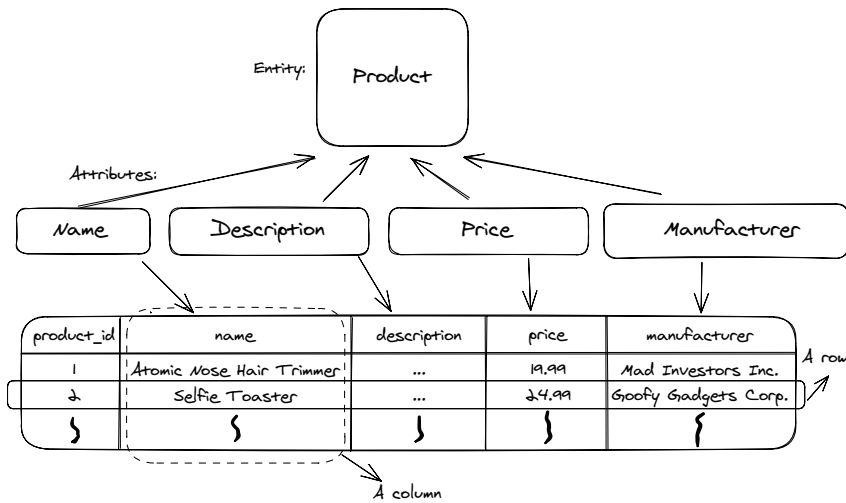 Entity:
Product
Attributes:
Name
Description
Price
Manufacturer
product_id name description price manufacturer
1 Atomic Nose Hair Trimmer ... 19.99 Mad Investors Inc.
A row
2 Selfie Toaster ... 24.99 Goofy Gadgets Corp.
A column